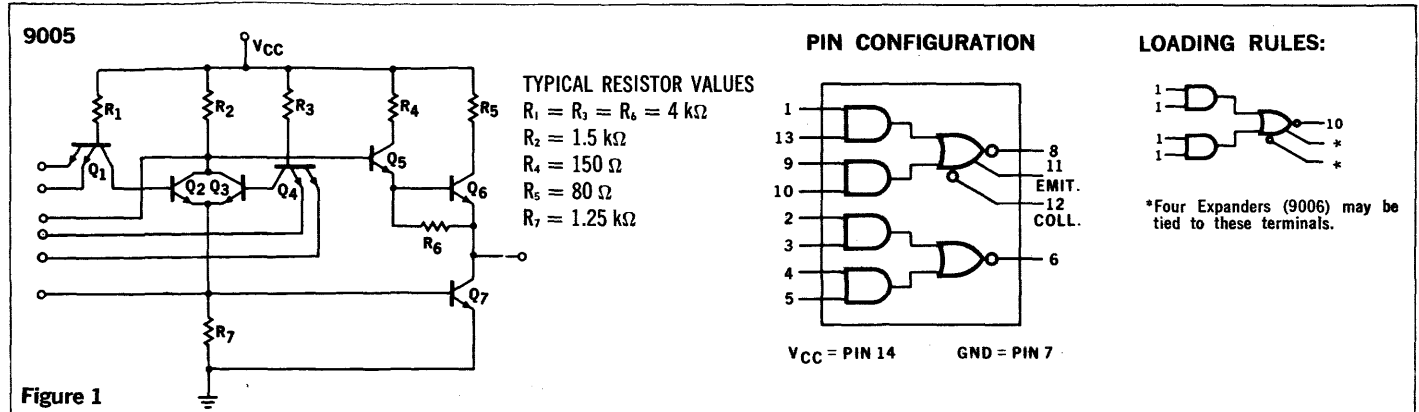 9005
VCC
R1
R2
R3
R4
R5
Q1
Q2 Q3
Q4
Q5
Q6
R6
Q7
R7
Figure 1
TYPICAL RESISTOR VALUES
R1 = R3 = R6 = 4 kΩ
R2 = 1.5 kΩ
R4 = 150 Ω
R5 = 80 Ω
R7 = 1.25 kΩ
PIN CONFIGURATION
1
13
9
10
2
3
4
5
8
11
EMIT.
12
COLL.
6
VCC = PIN 14 GND = PIN 7
LOADING RULES:
1
1
1
1
10
*
*
*Four Expanders (9006) may be
tied to these terminals.